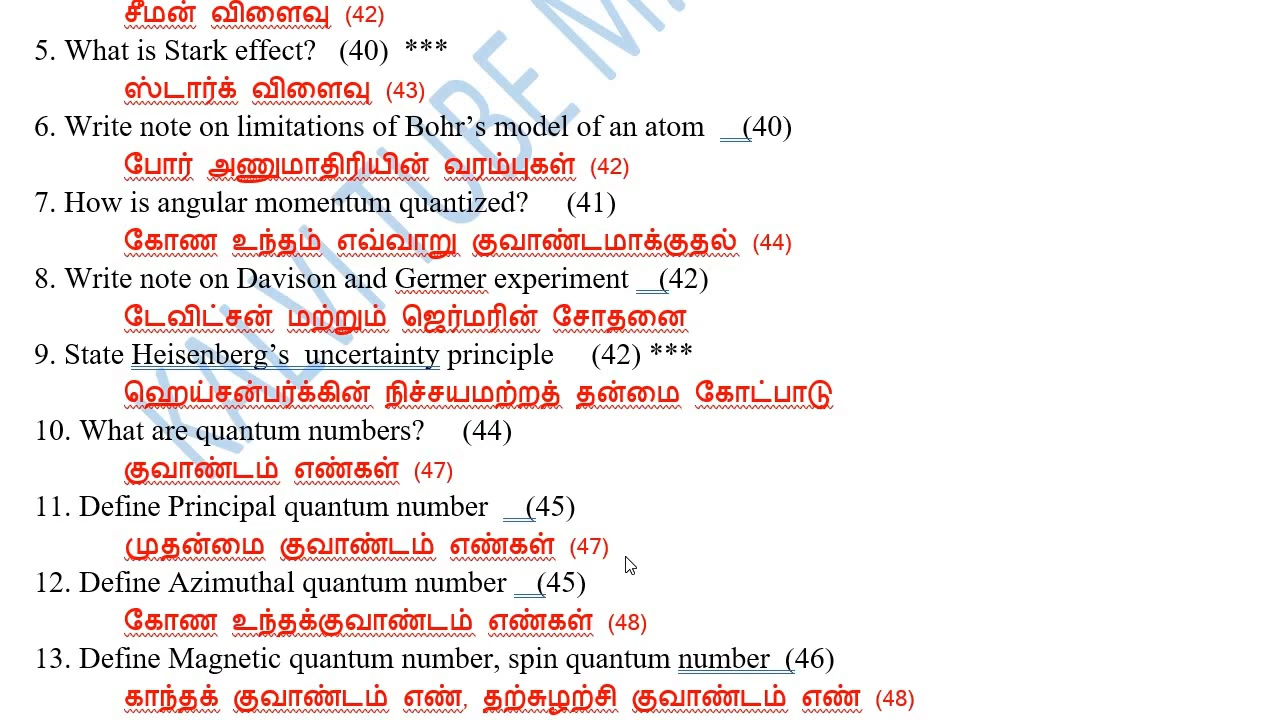 சீமன் விளைவு (42)
5. What is Stark effect? (40) ***
ஸ்டார்க் விளைவு (43)
6. Write note on limitations of Bohr’s model of an atom (40)
போர் அணுமாதிரியின் வரம்புகள் (42)
7. How is angular momentum quantized? (41)
கோண உந்தம் எவ்வாறு குவாண்டமாக்குதல் (44)
8. Write note on Davison and Germer experiment (42)
டேவிட்சன் மற்றும் ஜெர்மரின் சோதனை
9. State Heisenberg’s uncertainty principle (42) ***
ஹெய்சன்பர்க்கின் நிச்சயமற்றத் தன்மை கோட்பாடு
10. What are quantum numbers? (44)
குவாண்டம் எண்கள் (47)
11. Define Principal quantum number (45)
முதன்மை குவாண்டம் எண்கள் (47)
12. Define Azimuthal quantum number (45)
கோண உந்தக்குவாண்டம் எண்கள் (48)
13. Define Magnetic quantum number, spin quantum number (46)
காந்தக் குவாண்டம் எண், தற்சுழற்சி குவாண்டம் எண் (48)
KALVI TUBE